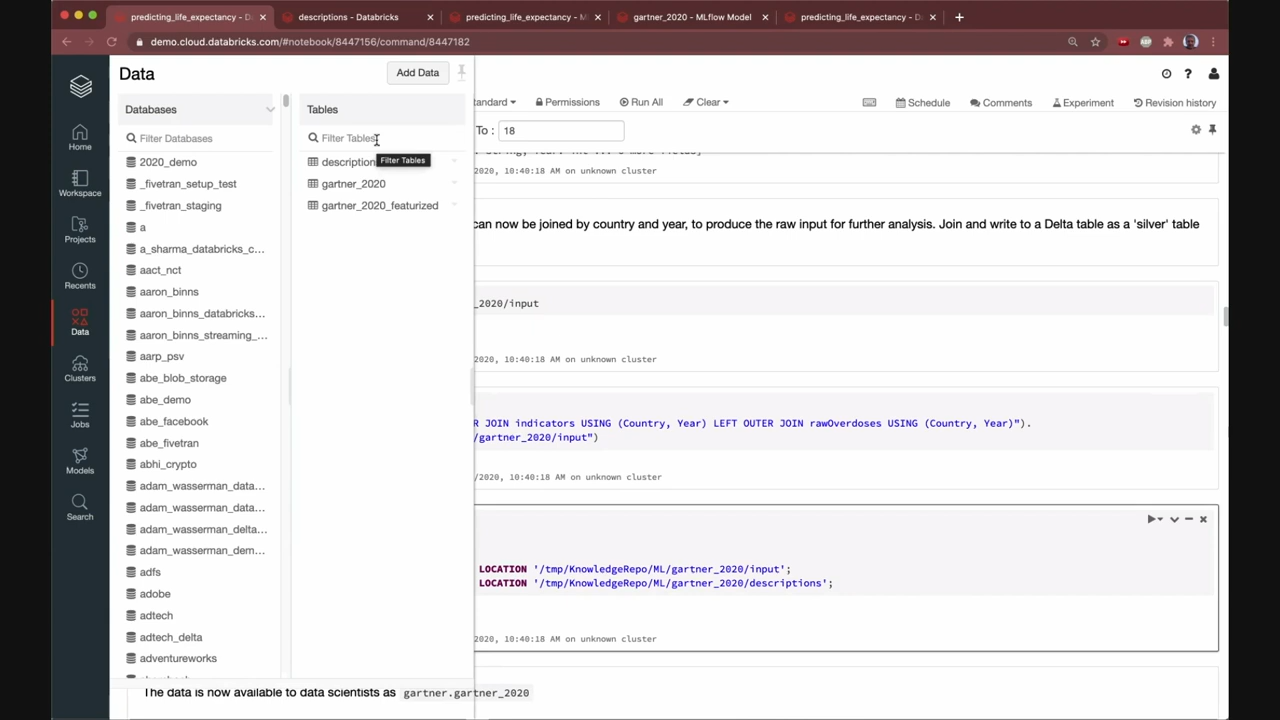 predicting_life_expectancy - D
descriptions - Databricks
predicting_life_expectancy - M
gartner_2020 - MLflow Model
predicting_life_expectancy - D
demo.cloud.databricks.com/#notebook/8447156/command/8447182
Data
Add Data
Databases
Tables
Filter Databases
Filter Tables
Filter Tables
2020_demo
_fivetran_setup_test
_fivetran_staging
a
a_sharma_databricks_c...
aact_nct
aaron_binns
aaron_binns_databricks...
aaron_binns_streaming_...
aarp_psv
abe_blob_storage
abe_demo
abe_facebook
abe_fivetran
abhi_crypto
adam_wasserman_data...
adam_wasserman_data...
adam_wasserman_delta...
adam_wasserman_dem...
adfs
adobe
adtech
adtech_delta
adventureworks
description
gartner_2020
gartner_2020_featurized
Home
Workspace
Projects
Recents
Data
Clusters
Jobs
Models
Search
tandard
Permissions
Run All
Clear
Schedule
Comments
Experiment
Revision history
To : 18
2020, 10:40:18 AM on unknown cluster
can now be joined by country and year, to produce the raw input for further analysis. Join and write to a Delta table as a 'silver' table
_2020/input
2020, 10:40:18 AM on unknown cluster
R JOIN indicators USING (Country, Year) LEFT OUTER JOIN rawOverdoses USING (Country, Year)").
/gartner_2020/input")
/2020, 10:40:18 AM on unknown cluster
LOCATION '/tmp/KnowledgeRepo/ML/gartner_2020/input';
LOCATION '/tmp/KnowledgeRepo/ML/gartner_2020/descriptions';
2020, 10:40:18 AM on unknown cluster
The data is now available to data scientists as gartner.gartner_2020